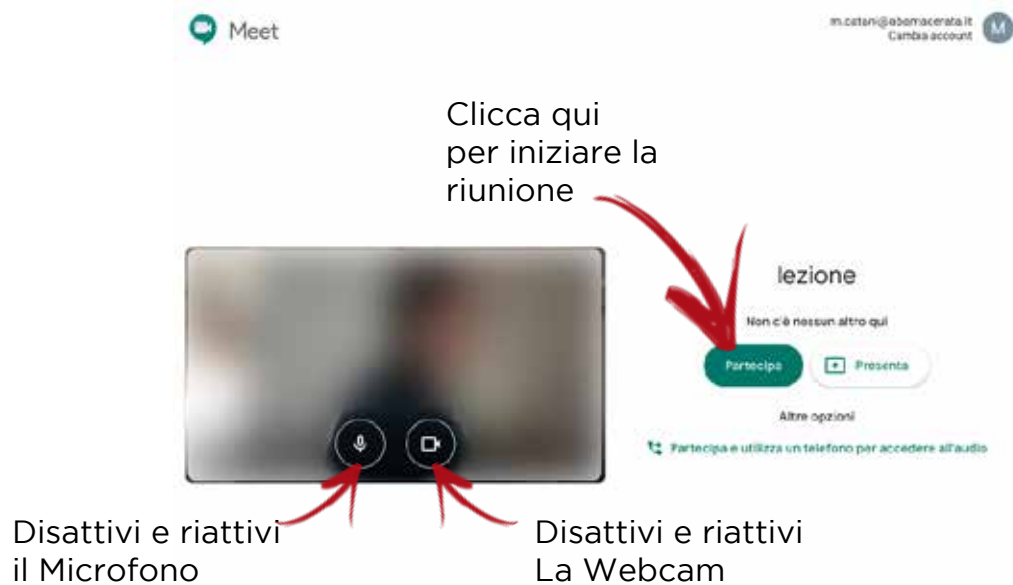 Meet
m.catani@abamacerata.it
Cambia account
M
Clicca qui
per iniziare la
riunione
lezione
Non c'è nessun altro qui
Partecipa
Presenta
Altre opzioni
Partecipa e utilizza un telefono per accedere all'audio
Disattivi e riattivi
il Microfono
Disattivi e riattivi
La Webcam